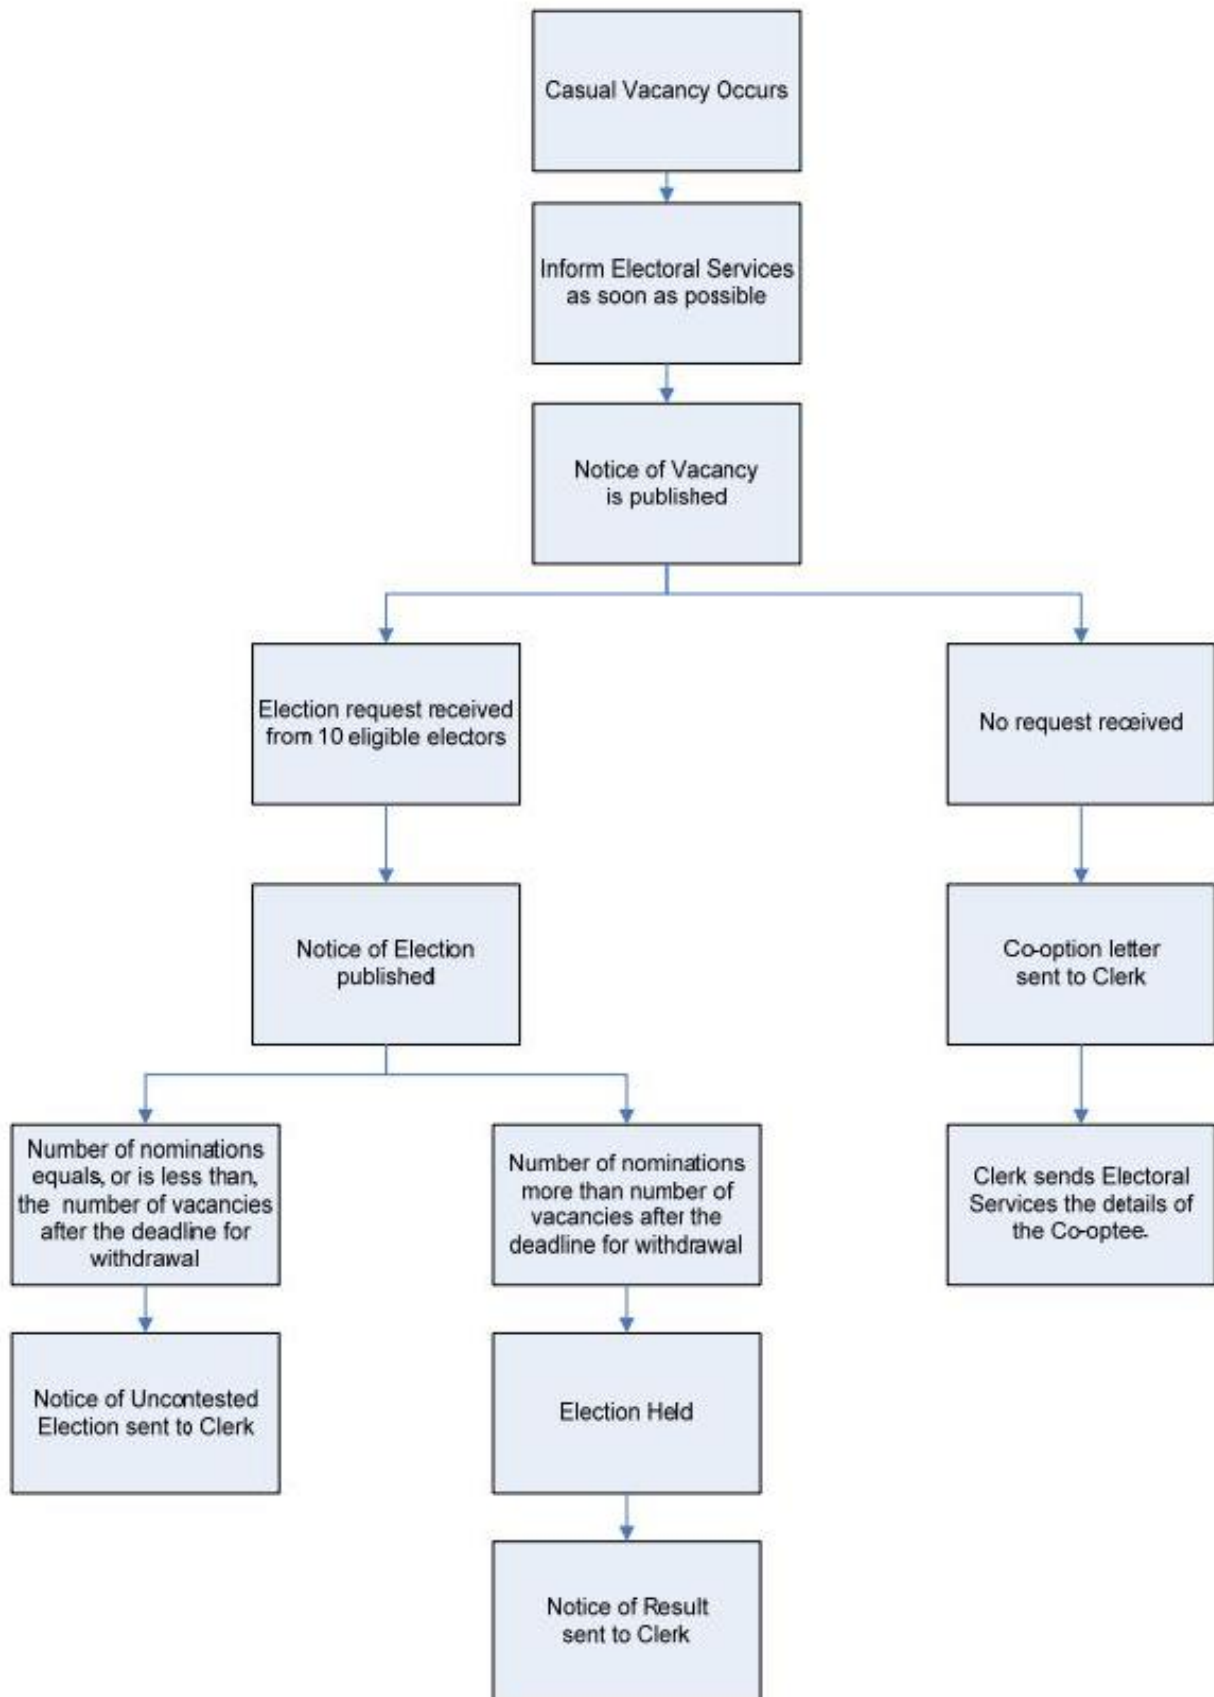 Casual Vacancy Occurs
Inform Electoral Services
as soon as possible
Notice of Vacancy
is published
Election request received
from 10 eligible electors
No request received
Notice of Election
published
Co-option letter
sent to Clerk
Number of nominations
equals, or is less than,
the number of vacancies
after the deadline for
withdrawal
Number of nominations
more than number of
vacancies after the
deadline for withdrawal
Clerk sends Electoral
Services the details of
the Co-optee.
Notice of Uncontested
Election sent to Clerk
Election Held
Notice of Result
sent to Clerk